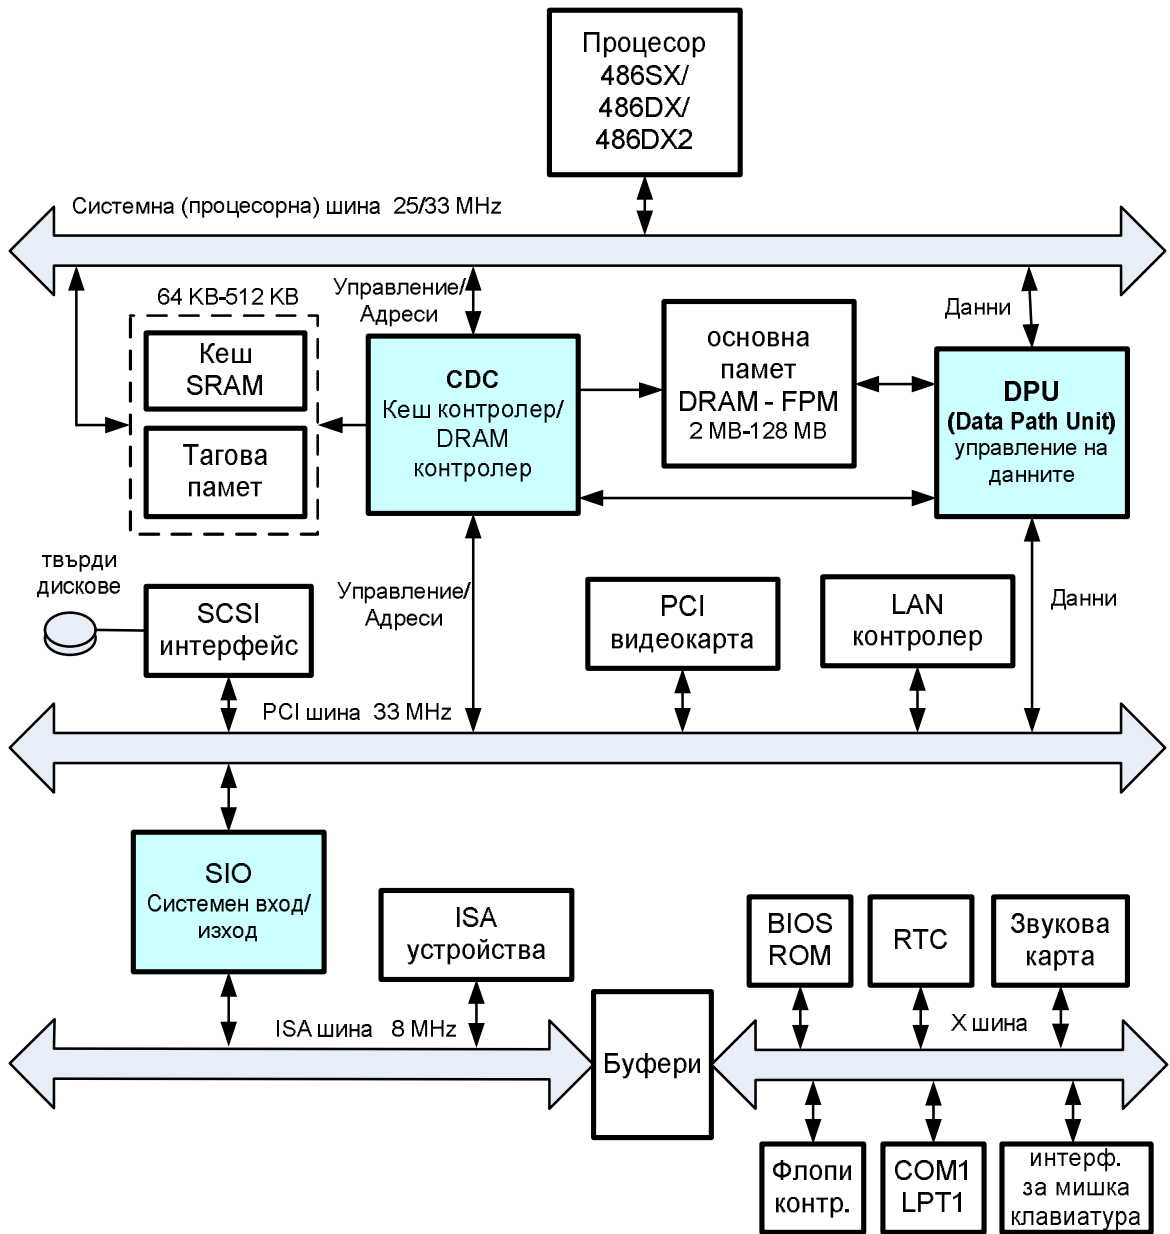 Процесор
486SX/
486DX/
486DX2
Системна (процесорна) шина 25/33 MHz
64 KB-512 KB
Управление/
Адреси
Данни
Кеш
SRAM
Тагова
памет
CDC
Кеш контролер/
DRAM
контролер
основна
памет
DRAM - FPM
2 MB-128 MB
DPU
(Data Path Unit)
управление на
данните
твърди
дискове
SCSI
интерфейс
Управление/
Адреси
PCI
видеокарта
LAN
контролер
Данни
PCI шина 33 MHz
SIO
Системен вход/
изход
ISA
устройства
BIOS
ROM
RTC
Звукова
карта
ISA шина 8 MHz
X шина
Буфери
Флопи
контр.
COM1
LPT1
интерф.
за мишка
клавиатура